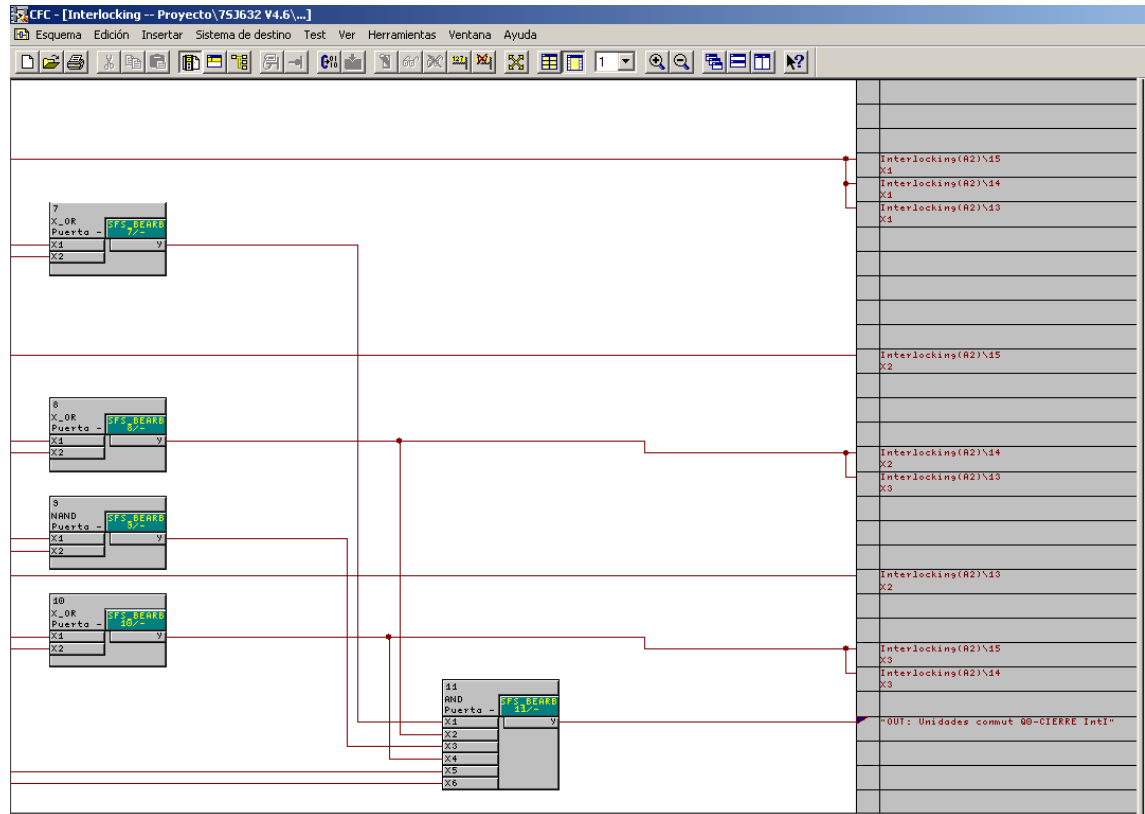 CFC - [Interlocking -- Proyecto\7SJ632 V4.6\...]
Esquema Edición Insertar Sistema de destino Test Ver Herramientas Ventana Ayuda
1
Interlocking(A2)\15
X1
Interlocking(A2)\14
X1
Interlocking(A2)\13
X1
7
X_OR
Puerta -
SFS_BEARB
7/-
X1 Y
X2
Interlocking(A2)\15
X2
8
X_OR
Puerta -
SFS_BEARB
8/-
X1 Y
X2
Interlocking(A2)\14
X2
Interlocking(A2)\13
X3
9
NAND
Puerta -
SFS_BEARB
9/-
X1 Y
X2
Interlocking(A2)\13
X2
10
X_OR
Puerta -
SFS_BEARB
10/-
X1 Y
X2
Interlocking(A2)\15
X3
Interlocking(A2)\14
X3
11
AND
Puerta -
SFS_BEARB
11/-
X1 Y
X2
X3
X4
X5
X6
"OUT: Unidades conmut Q0-CIERRE IntI"